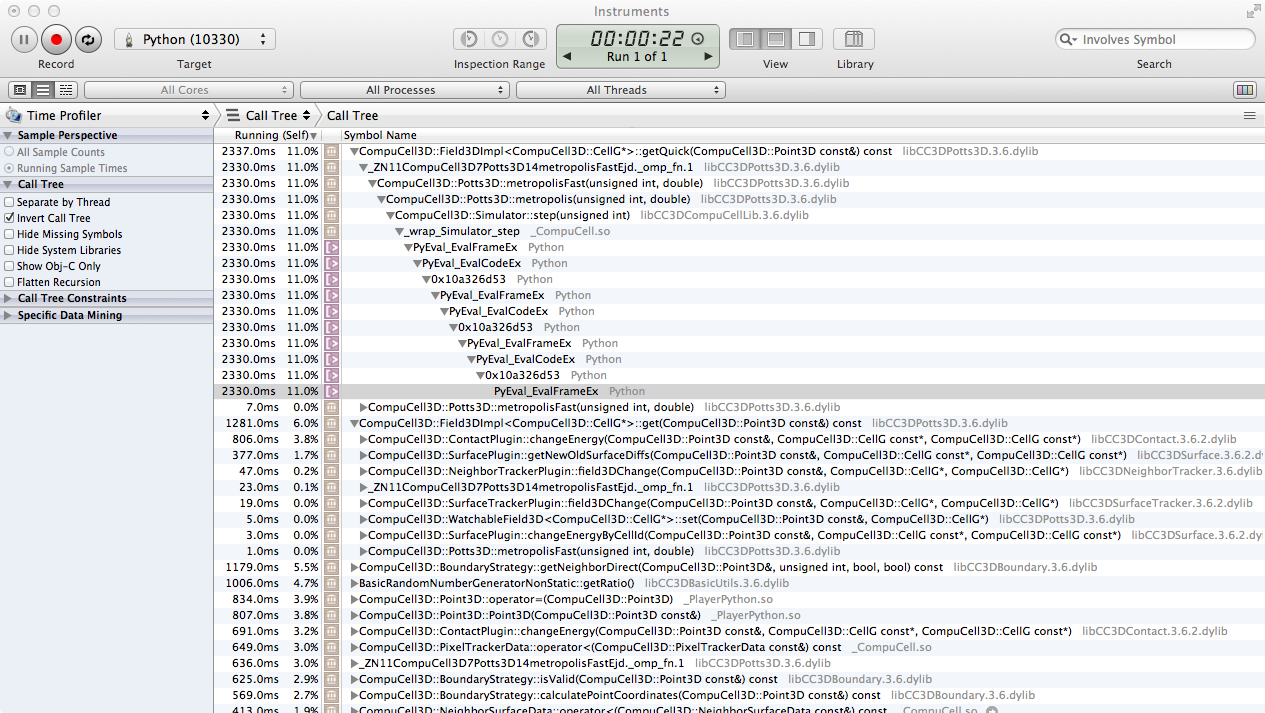 Instruments
Python (10330)
00:00:22
Run 1 of 1
Involves Symbol
Record
Target
Inspection Range
View
Library
Search
All Cores
All Processes
All Threads
Time Profiler
Call Tree
Call Tree
Sample Perspective
All Sample Counts
Running Sample Times
Call Tree
Separate by Thread
Invert Call Tree
Hide Missing Symbols
Hide System Libraries
Show Obj-C Only
Flatten Recursion
Call Tree Constraints
Specific Data Mining
Running (Self) Symbol Name
2337.0ms 11.0% CompuCell3D::Field3DImpl<CompuCell3D::CellG*>::getQuick(CompuCell3D::Point3D const&) const libCC3DPotts3D.3.6.dylib
2330.0ms 11.0% _ZN11CompuCell3D7Potts3D14metropolisFastEjd._omp_fn.1 libCC3DPotts3D.3.6.dylib
2330.0ms 11.0% CompuCell3D::Potts3D::metropolisFast(unsigned int, double) libCC3DPotts3D.3.6.dylib
2330.0ms 11.0% CompuCell3D::Potts3D::metropolis(unsigned int, double) libCC3DPotts3D.3.6.dylib
2330.0ms 11.0% CompuCell3D::Simulator::step(unsigned int) libCC3DCompuCellLib.3.6.dylib
2330.0ms 11.0% _wrap_Simulator_step _CompuCell.so
2330.0ms 11.0% PyEval_EvalFrameEx Python
2330.0ms 11.0% PyEval_EvalCodeEx Python
2330.0ms 11.0% 0x10a326d53 Python
2330.0ms 11.0% PyEval_EvalFrameEx Python
2330.0ms 11.0% PyEval_EvalCodeEx Python
2330.0ms 11.0% 0x10a326d53 Python
2330.0ms 11.0% PyEval_EvalFrameEx Python
2330.0ms 11.0% PyEval_EvalCodeEx Python
2330.0ms 11.0% 0x10a326d53 Python
2330.0ms 11.0% PyEval_EvalFrameEx Python
7.0ms 0.0% CompuCell3D::Potts3D::metropolisFast(unsigned int, double) libCC3DPotts3D.3.6.dylib
1281.0ms 6.0% CompuCell3D::Field3DImpl<CompuCell3D::CellG*>::get(CompuCell3D::Point3D const&) const libCC3DPotts3D.3.6.dylib
806.0ms 3.8% CompuCell3D::ContactPlugin::changeEnergy(CompuCell3D::Point3D const&, CompuCell3D::CellG const*, CompuCell3D::CellG const*) libCC3DContact.3.6.2.dylib
377.0ms 1.7% CompuCell3D::SurfacePlugin::getNewOldSurfaceDiffs(CompuCell3D::Point3D const&, CompuCell3D::CellG const*, CompuCell3D::CellG const*) libCC3DSurface.3.6.2.d
47.0ms 0.2% CompuCell3D::NeighborTrackerPlugin::field3DChange(CompuCell3D::Point3D const&, CompuCell3D::CellG*, CompuCell3D::CellG*) libCC3DNeighborTracker.3.6.dylib
23.0ms 0.1% _ZN11CompuCell3D7Potts3D14metropolisFastEjd._omp_fn.1 libCC3DPotts3D.3.6.dylib
19.0ms 0.0% CompuCell3D::SurfaceTrackerPlugin::field3DChange(CompuCell3D::Point3D const&, CompuCell3D::CellG*, CompuCell3D::CellG*) libCC3DSurfaceTracker.3.6.2.dylib
5.0ms 0.0% CompuCell3D::WatchableField3D<CompuCell3D::CellG*>::set(CompuCell3D::Point3D const&, CompuCell3D::CellG*) libCC3DPotts3D.3.6.dylib
3.0ms 0.0% CompuCell3D::SurfacePlugin::changeEnergyByCellId(CompuCell3D::Point3D const&, CompuCell3D::CellG const*, CompuCell3D::CellG const*) libCC3DSurface.3.6.2.dy
1.0ms 0.0% CompuCell3D::Potts3D::metropolisFast(unsigned int, double) libCC3DPotts3D.3.6.dylib
1179.0ms 5.5% CompuCell3D::BoundaryStrategy::getNeighborDirect(CompuCell3D::Point3D&, unsigned int, bool, bool) const libCC3DBoundary.3.6.dylib
1006.0ms 4.7% BasicRandomNumberGeneratorNonStatic::getRatio() libCC3DBasicUtils.3.6.dylib
834.0ms 3.9% CompuCell3D::Point3D::operator=(CompuCell3D::Point3D) _PlayerPython.so
807.0ms 3.8% CompuCell3D::Point3D::Point3D(CompuCell3D::Point3D const&) _PlayerPython.so
691.0ms 3.2% CompuCell3D::ContactPlugin::changeEnergy(CompuCell3D::Point3D const&, CompuCell3D::CellG const*, CompuCell3D::CellG const*) libCC3DContact.3.6.2.dylib
649.0ms 3.0% CompuCell3D::PixelTrackerData::operator<(CompuCell3D::PixelTrackerData const&) const _CompuCell.so
636.0ms 3.0% _ZN11CompuCell3D7Potts3D14metropolisFastEjd._omp_fn.1 libCC3DPotts3D.3.6.dylib
625.0ms 2.9% CompuCell3D::BoundaryStrategy::isValid(CompuCell3D::Point3D const&) const libCC3DBoundary.3.6.dylib
569.0ms 2.7% CompuCell3D::BoundaryStrategy::calculatePointCoordinates(CompuCell3D::Point3D const&) const libCC3DBoundary.3.6.dylib
413.0ms 1.9% CompuCell3D::NeighborSurfaceData::operator<(CompuCell3D::NeighborSurfaceData const&) const _CompuCell.so